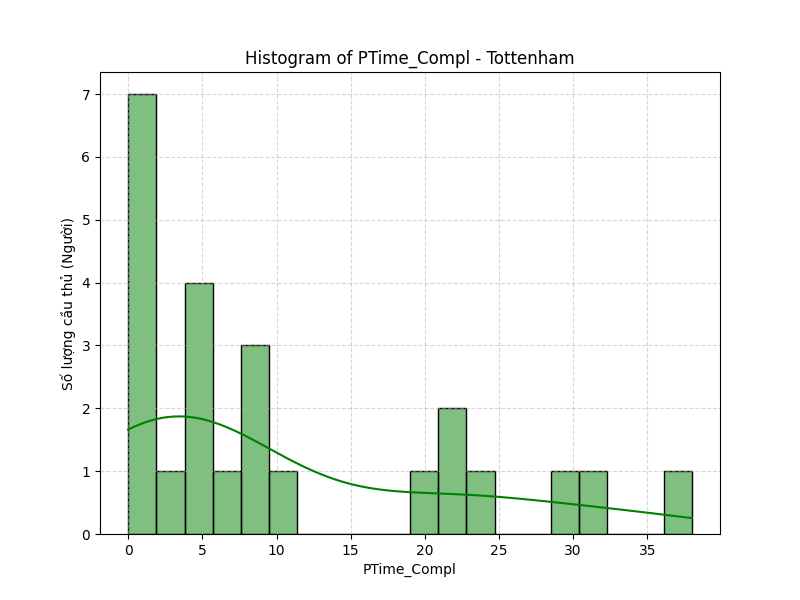 Histogram of PTime_Compl - Tottenham
Số lượng cầu thủ (Người)
7
6
5
4
3
2
1
0
0 5 10 15 20 25 30 35
PTime_Compl